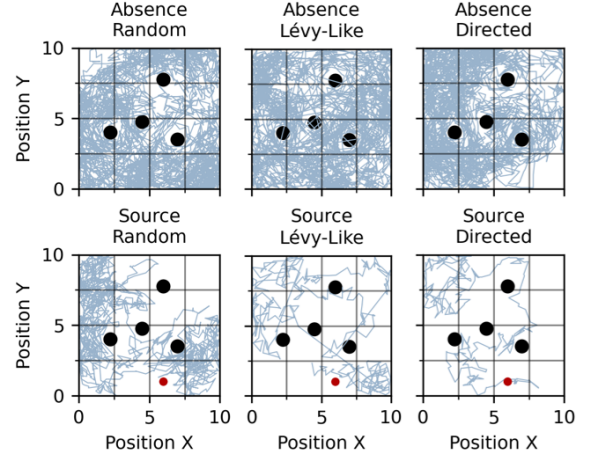 Absence
Random
Absence
Lévy-Like
Absence
Directed
10
5
0
Position Y
Source
Random
Source
Lévy-Like
Source
Directed
10
5
0
Position Y
0 5 10
0 5 10
0 5 10
Position X
Position X
Position X